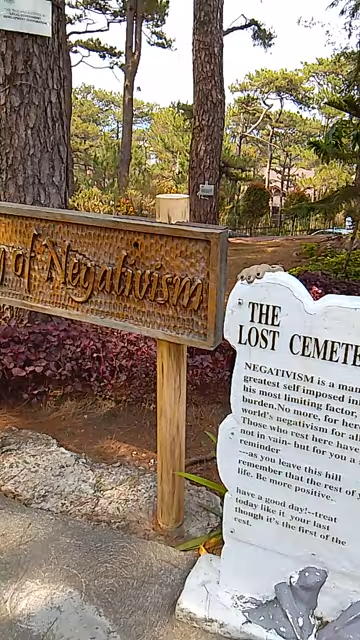 of Negativism
THE
LOST CEMETE
NEGATIVISM is a man
greatest self imposed in
his most limiting factor
burden.No more, for her
world's negativism for a
Those who rest here have
not in vain- but for you a
reminder
---as you leave this hill
remember that the rest of y
life. Be more positive.
have a good day!--treat
today like it your last
though it's the first of the
rest.